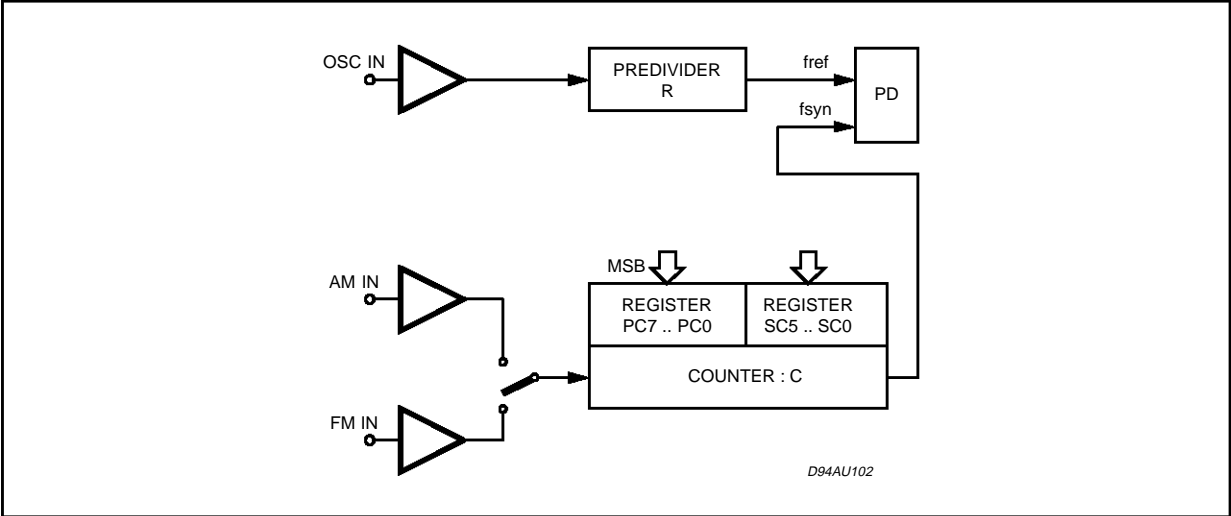 OSC IN
PREDIVIDER
R
fref
fsyn
PD
MSB
AM IN
REGISTER
PC7 .. PC0
REGISTER
SC5 .. SC0
COUNTER : C
FM IN
D94AU102